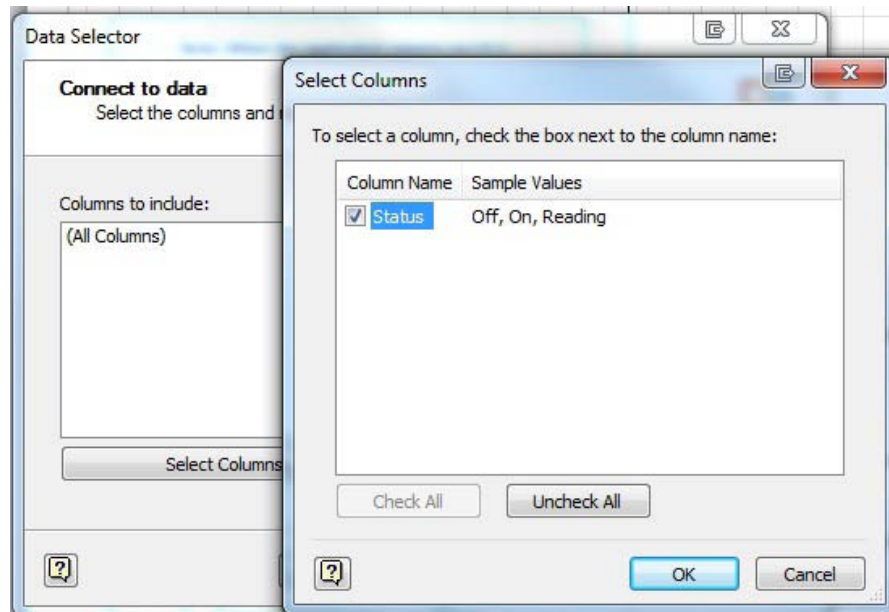 Data Selector
Connect to data
Select the columns and
Columns to include:
(All Columns)
Select Columns
Select Columns
To select a column, check the box next to the column name:
Column Name Sample Values
Status Off, On, Reading
Check All Uncheck All
OK Cancel